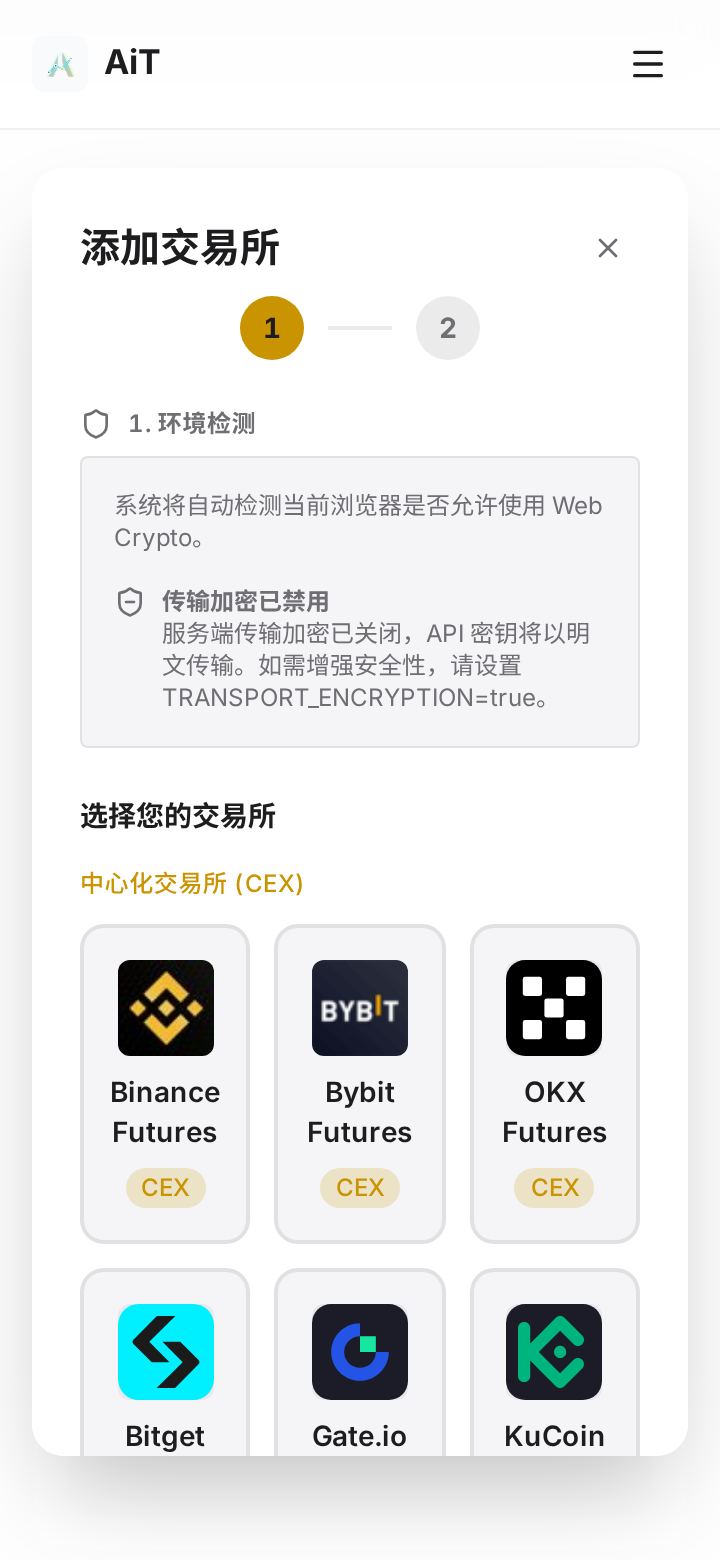 AiT
添加交易所
1
2
1. 环境检测
系统将自动检测当前浏览器是否允许使用 Web
Crypto。
传输加密已禁用
服务端传输加密已关闭，API 密钥将以明
文传输。如需增强安全性，请设置
TRANSPORT_ENCRYPTION=true。
选择您的交易所
中心化交易所 (CEX)
BYBIT
Binance
Futures
CEX
Bybit
Futures
CEX
OKX
Futures
CEX
Bitget
Gate.io
KuCoin